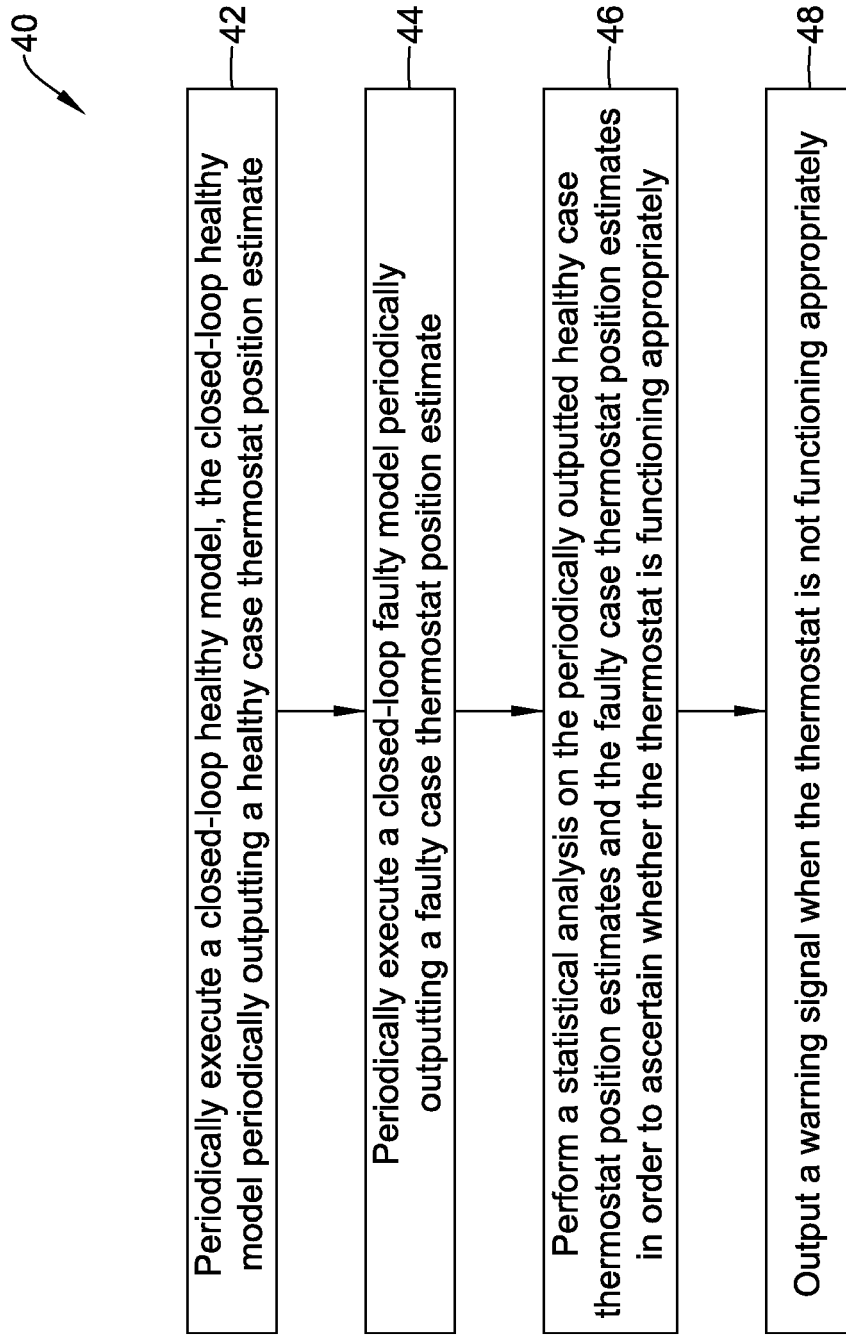 40
Periodically execute a closed-loop healthy model, the closed-loop healthy
model periodically outputting a healthy case thermostat position estimate
42
Periodically execute a closed-loop faulty model periodically
outputting a faulty case thermostat position estimate
44
Perform a statistical analysis on the periodically outputted healthy case
thermostat position estimates and the faulty case thermostat position estimates
in order to ascertain whether the thermostat is functioning appropriately
46
Output a warning signal when the thermostat is not functioning appropriately
48